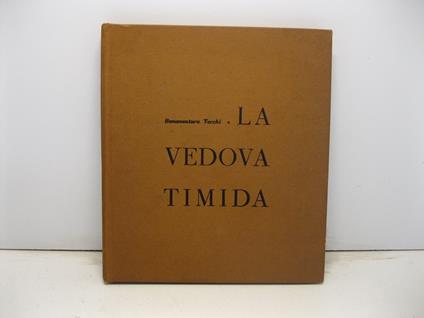 Bonaventura Tecchi • LA
VEDOVA
TIMIDA